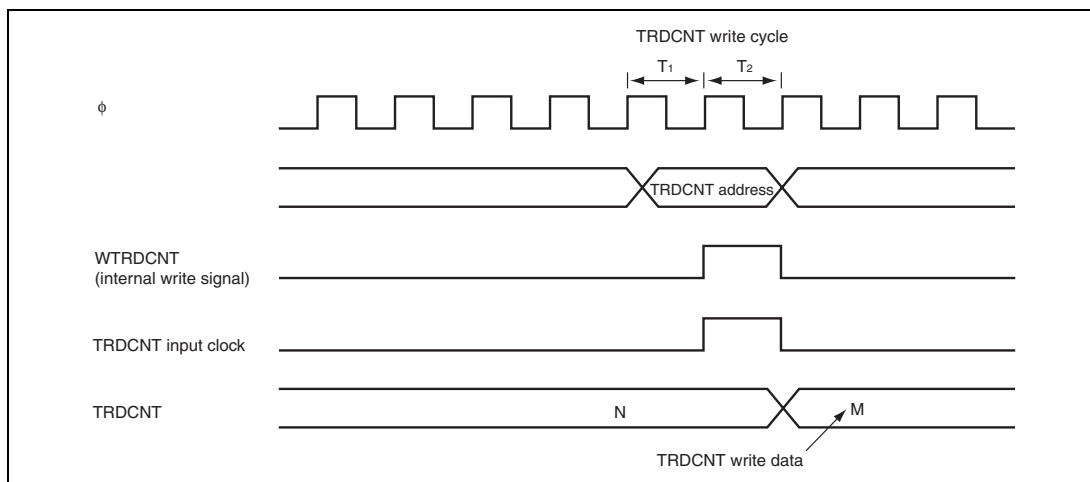 TRDCNT write cycle
T1
T2
ϕ
TRDCNT address
WTRDCNT
(internal write signal)
TRDCNT input clock
TRDCNT
N
M
TRDCNT write data